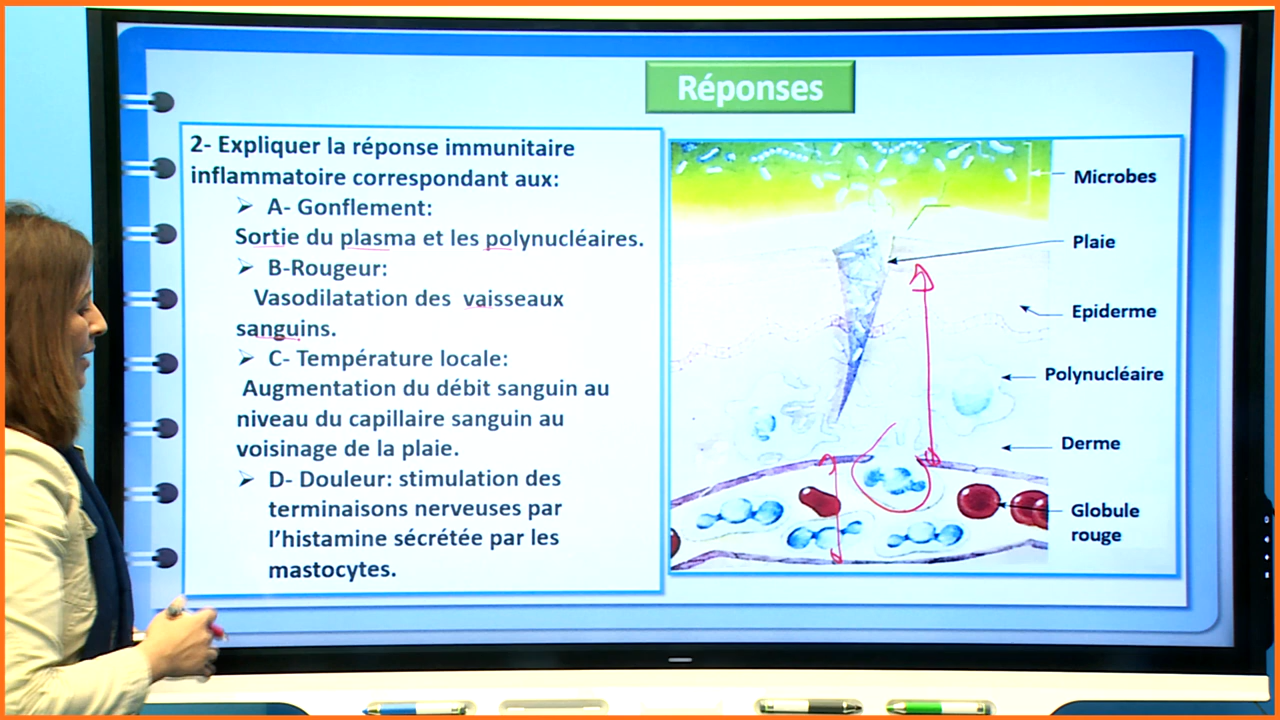 Réponses
2- Expliquer la réponse immunitaire
inflammatoire correspondant aux:
➢ A- Gonflement:
Sortie du plasma et les polynucléaires.
➢ B-Rougeur:
Vasodilatation des vaisseaux
sanguins.
➢ C- Température locale:
Augmentation du débit sanguin au
niveau du capillaire sanguin au
voisinage de la plaie.
➢ D- Douleur: stimulation des
terminaisons nerveuses par
l’histamine sécrétée par les
mastocytes.
Microbes
Plaie
Epiderme
Polynucléaire
Derme
Globule
rouge